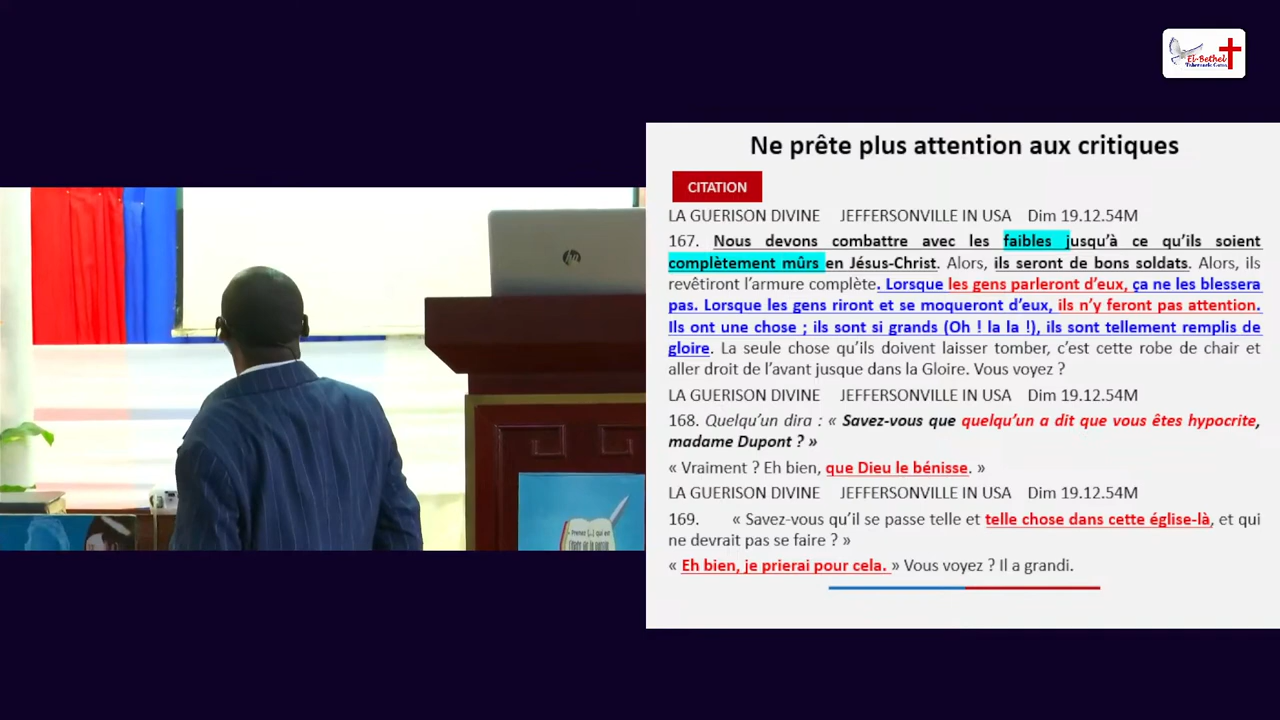 El-Bethel
Tabernacle Goma
Ne prête plus attention aux critiques
CITATION
LA GUERISON DIVINE JEFFERSONVILLE IN USA Dim 19.12.54M
167. Nous devons combattre avec les faibles jusqu’à ce qu’ils soient
complètement mûrs en Jésus-Christ. Alors, ils seront de bons soldats. Alors, ils
revêtiront l’armure complète. Lorsque les gens parleront d’eux, ça ne les blessera
pas. Lorsque les gens riront et se moqueront d’eux, ils n’y feront pas attention.
Ils ont une chose ; ils sont si grands (Oh ! la la !), ils sont tellement remplis de
gloire. La seule chose qu’ils doivent laisser tomber, c’est cette robe de chair et
aller droit de l’avant jusque dans la Gloire. Vous voyez ?
LA GUERISON DIVINE JEFFERSONVILLE IN USA Dim 19.12.54M
168. Quelqu’un dira : « Savez-vous que quelqu’un a dit que vous êtes hypocrite,
madame Dupont ? »
« Vraiment ? Eh bien, que Dieu le bénisse. »
LA GUERISON DIVINE JEFFERSONVILLE IN USA Dim 19.12.54M
169. « Savez-vous qu’il se passe telle et telle chose dans cette église-là, et qui
ne devrait pas se faire ? »
« Eh bien, je prierai pour cela. » Vous voyez ? Il a grandi.
hp
Prenez [...] qui est